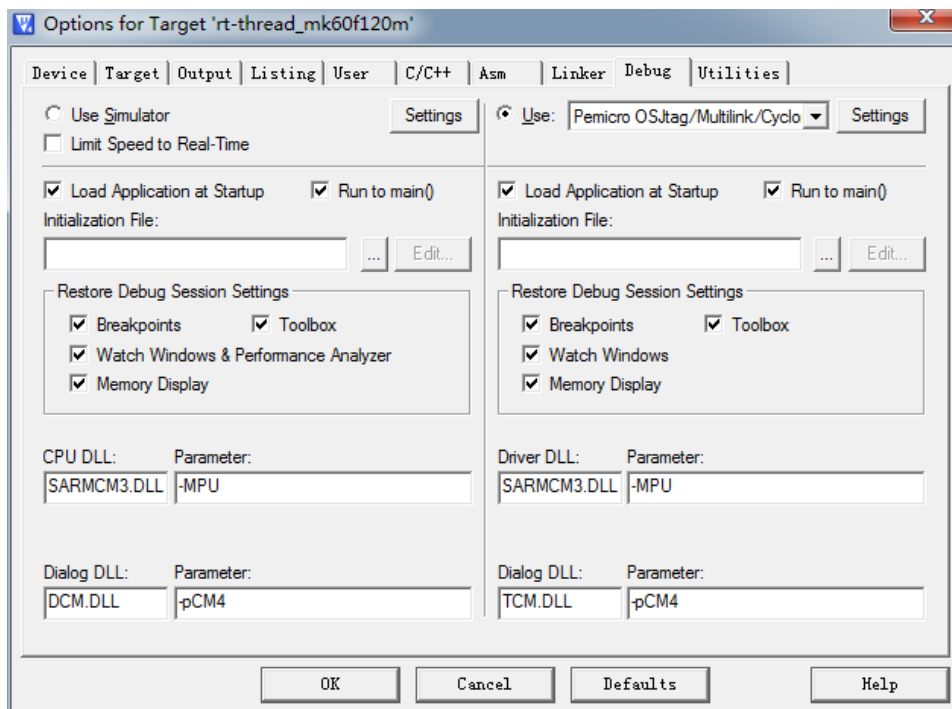 Options for Target 'rt-thread_mk60f120m'
Device Target Output Listing User C/C++ Asm Linker Debug Utilities
Use Simulator Settings
Limit Speed to Real-Time
Use: Pemicro OSJtag/Multilink/Cyclo Settings
Load Application at Startup Run to main()
Initialization File:
... Edit...
Restore Debug Session Settings
Breakpoints Toolbox
Watch Windows & Performance Analyzer
Memory Display
CPU DLL: Parameter:
SARMCM3.DLL -MPU
Dialog DLL: Parameter:
DCM.DLL -pCM4
Load Application at Startup Run to main()
Initialization File:
... Edit...
Restore Debug Session Settings
Breakpoints Toolbox
Watch Windows
Memory Display
Driver DLL: Parameter:
SARMCM3.DLL -MPU
Dialog DLL: Parameter:
TCM.DLL -pCM4
OK Cancel Defaults Help